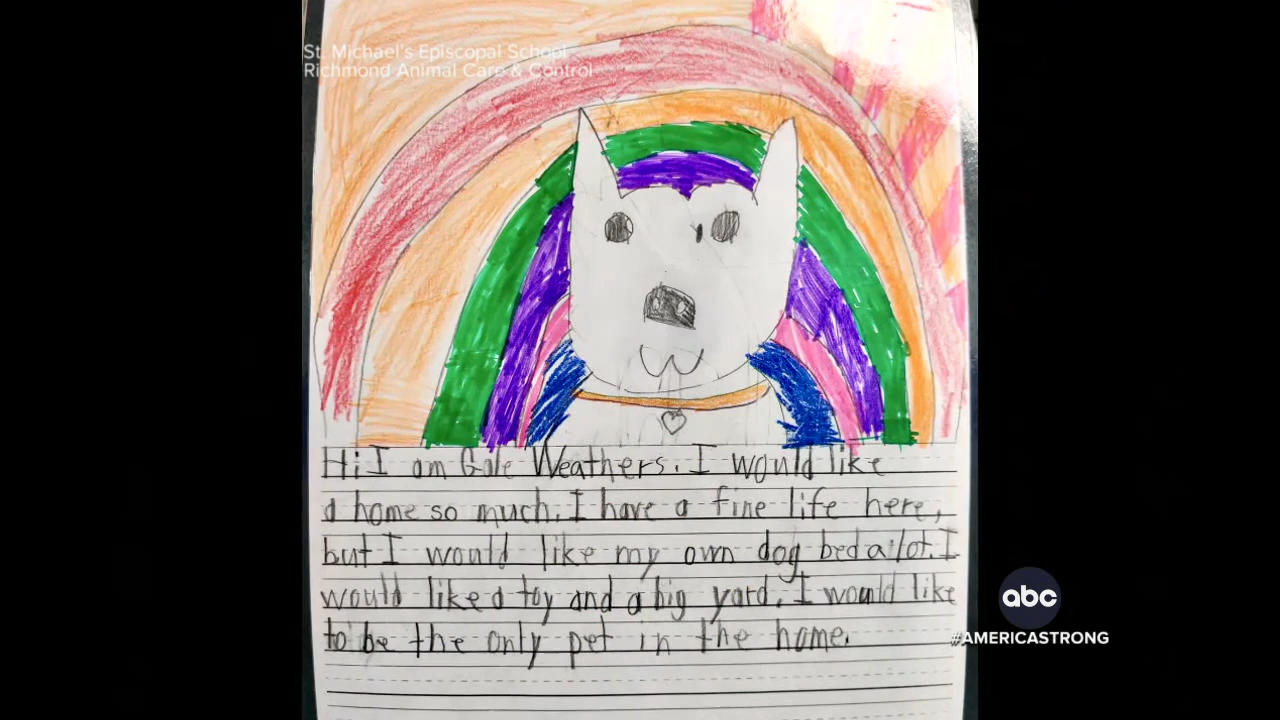 St. Michael's Episcopal School
Richmond Animal Care & Control
Hi I am Gale Weathers. I would like
a home so much. I have a fine life here,
but I would like my own dog bed a lot. I
would like a toy and a big yard. I would like
to be the only pet in the home.
abc
#AMERICASTRONG